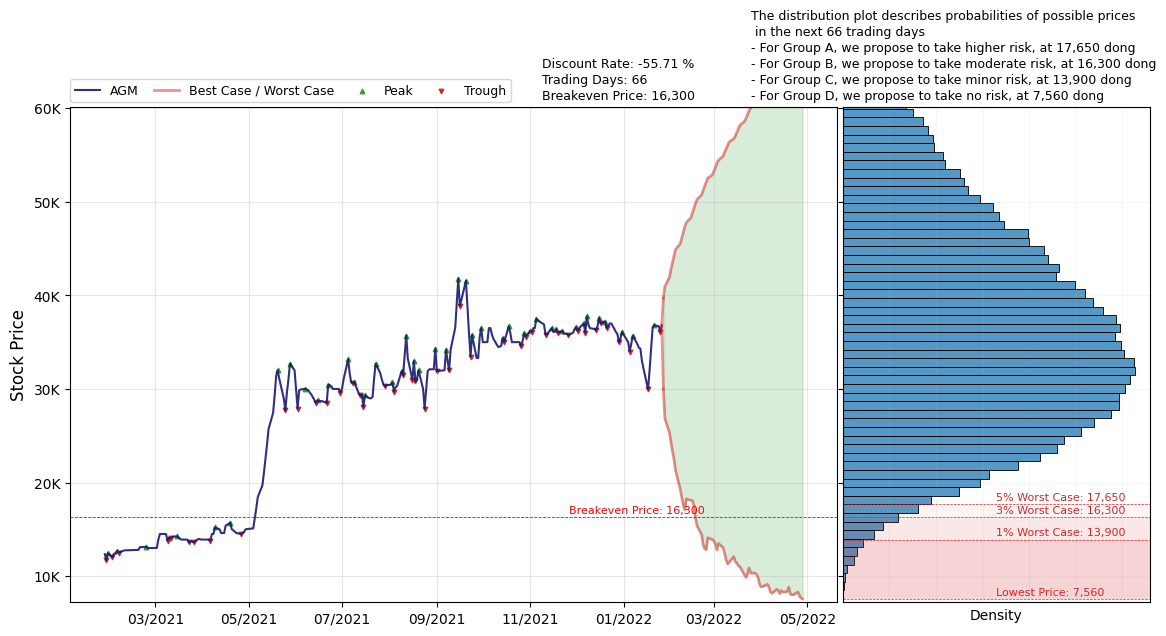 The distribution plot describes probabilities of possible prices
in the next 66 trading days
- For Group A, we propose to take higher risk, at 17,650 dong
- For Group B, we propose to take moderate risk, at 16,300 dong
- For Group C, we propose to take minor risk, at 13,900 dong
- For Group D, we propose to take no risk, at 7,560 dong
Discount Rate: -55.71 %
Trading Days: 66
Breakeven Price: 16,300
AGM
Best Case / Worst Case
Peak
Trough
Stock Price
60K
50K
40K
30K
20K
10K
Breakeven Price: 16,300
03/2021
05/2021
07/2021
09/2021
11/2021
01/2022
03/2022
05/2022
5% Worst Case: 17,650
3% Worst Case: 16,300
1% Worst Case: 13,900
Lowest Price: 7,560
Density